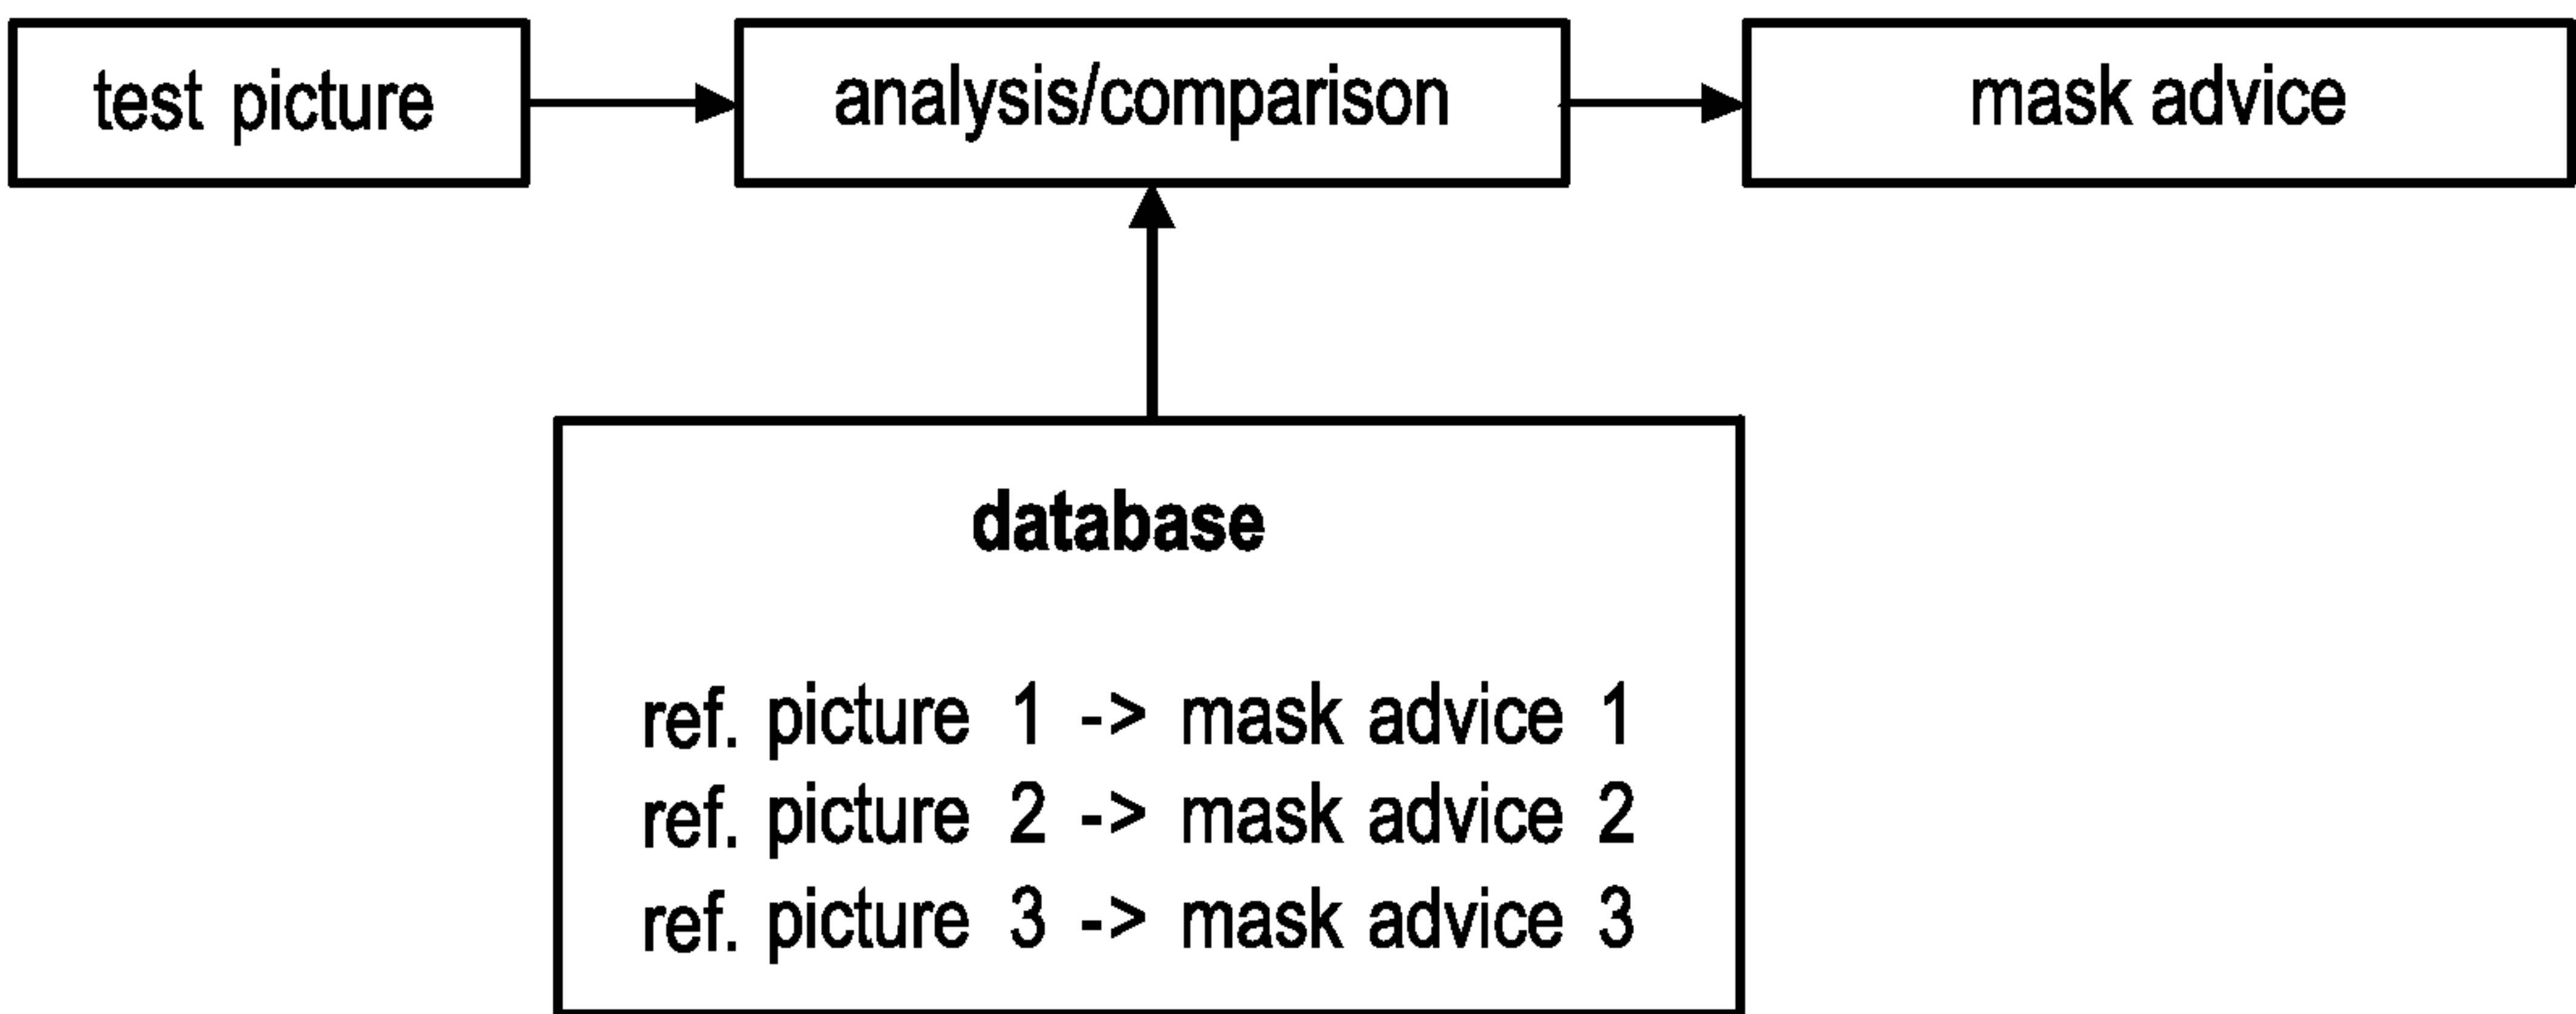 test picture
analysis/comparison
mask advice
database
ref. picture 1 -> mask advice 1
ref. picture 2 -> mask advice 2
ref. picture 3 -> mask advice 3